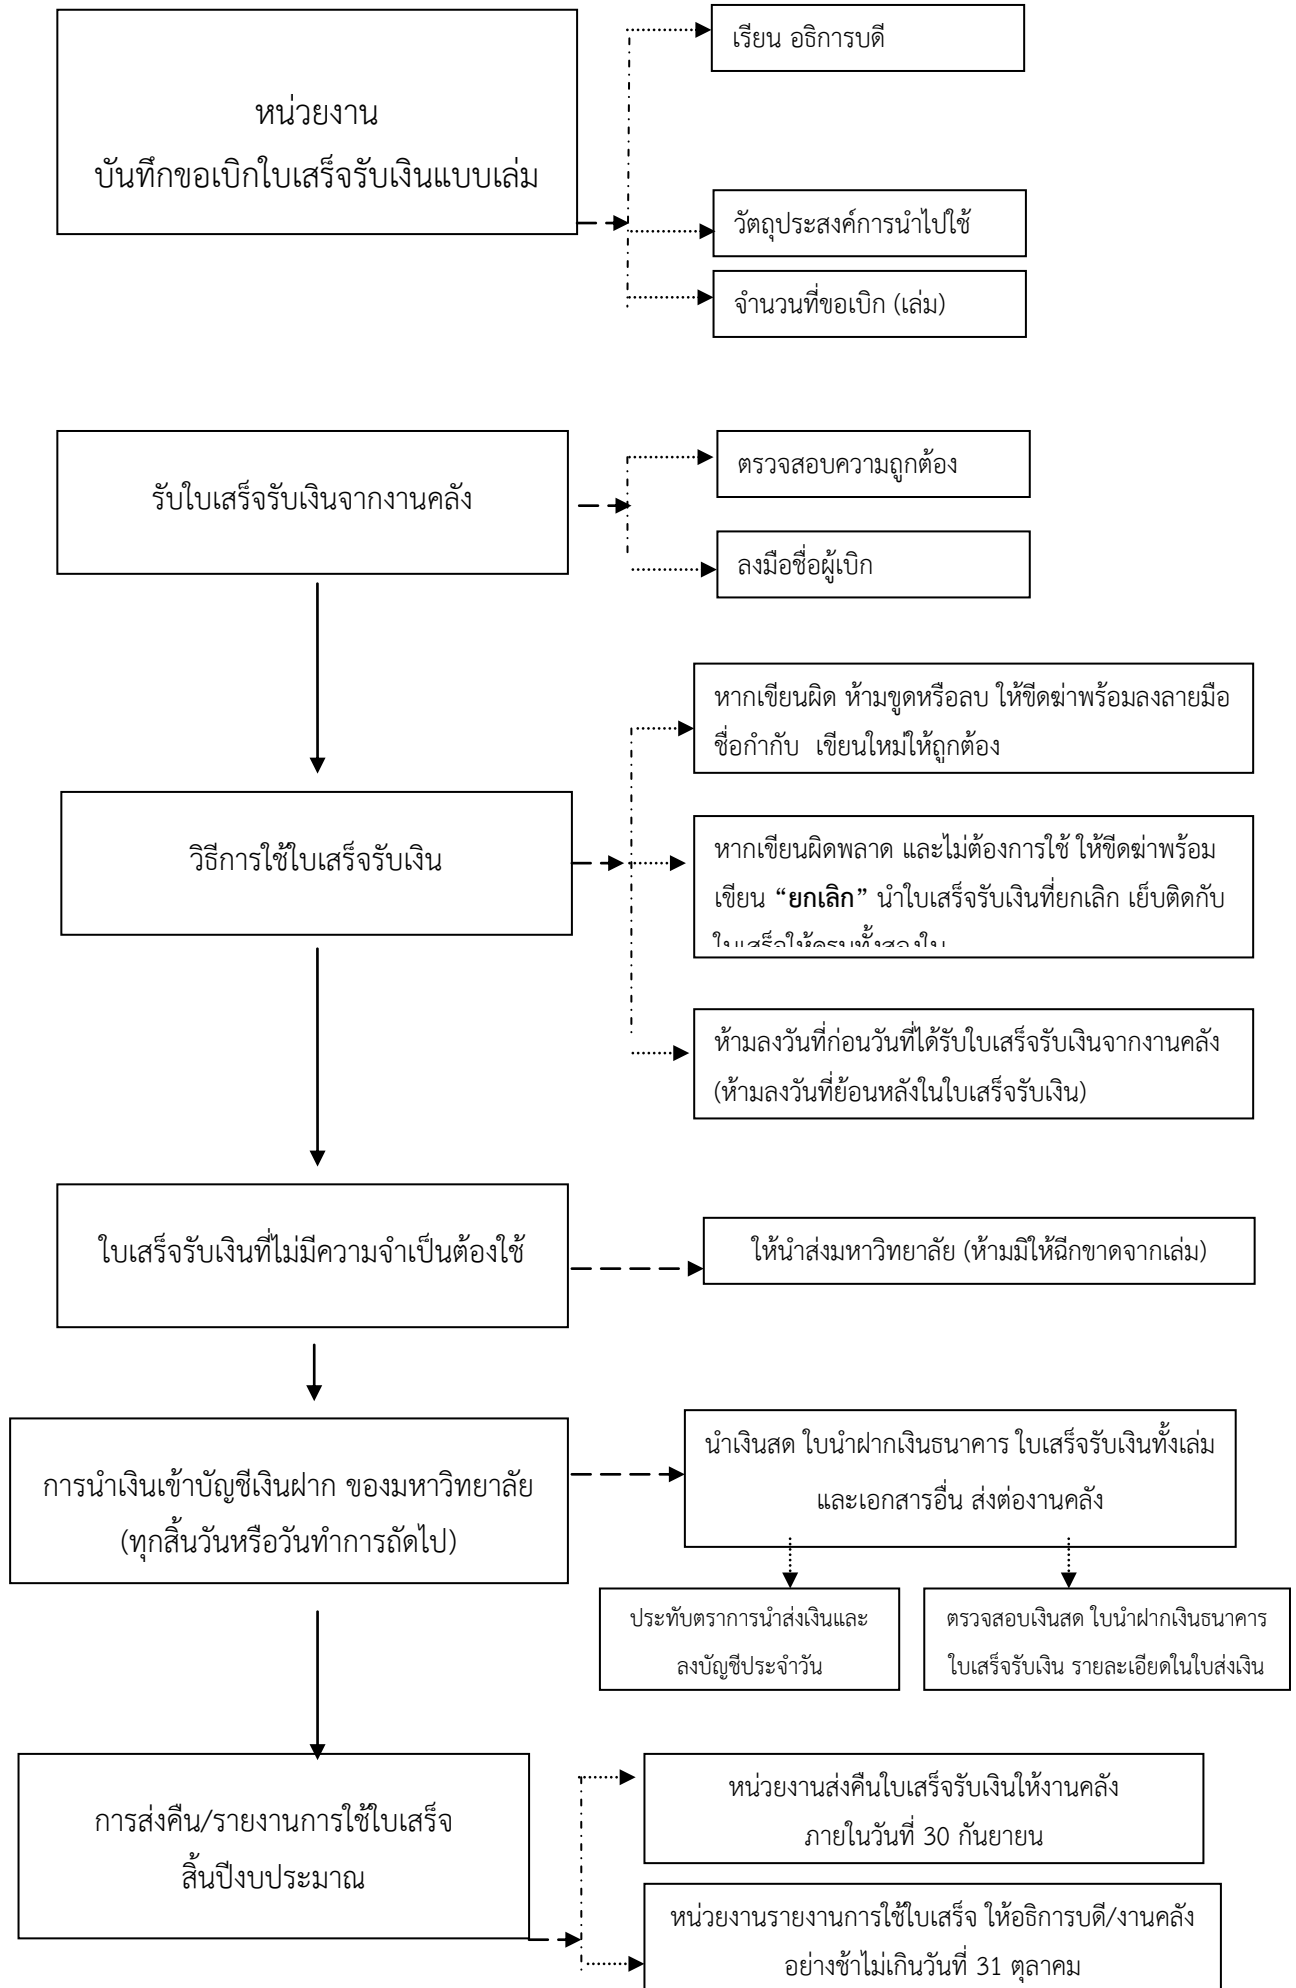 เรียน อธิการบดี
หน่วยงาน
บันทึกขอเบิกใบเสร็จรับเงินแบบเล่ม
วัตถุประสงค์การนำไปใช้
จำนวนที่ขอเบิก (เล่ม)
รับใบเสร็จรับเงินจากงานคลัง
ตรวจสอบความถูกต้อง
ลงมือชื่อผู้เบิก
วิธีการใช้ใบเสร็จรับเงิน
หากเขียนผิด ห้ามขูดหรือลบ ให้ขีดฆ่าพร้อมลงลายมือ
ชื่อกำกับ เขียนใหม่ให้ถูกต้อง
หากเขียนผิดพลาด และไม่ต้องการใช้ ให้ขีดฆ่าพร้อม
เขียน “ยกเลิก” นำใบเสร็จรับเงินที่ยกเลิก เย็บติดกับ
ใบเสร็จให้ครบทั้งสองใบ
ห้ามลงวันที่ก่อนวันที่ได้รับใบเสร็จรับเงินจากงานคลัง
(ห้ามลงวันที่ย้อนหลังในใบเสร็จรับเงิน)
ใบเสร็จรับเงินที่ไม่มีความจำเป็นต้องใช้
ให้นำส่งมหาวิทยาลัย (ห้ามมิให้ฉีกขาดจากเล่ม)
การนำเงินเข้าบัญชีเงินฝาก ของมหาวิทยาลัย
(ทุกสิ้นวันหรือวันทำการถัดไป)
นำเงินสด ใบนำฝากเงินธนาคาร ใบเสร็จรับเงินทั้งเล่ม
และเอกสารอื่น ส่งต่องานคลัง
ประทับตราการนำส่งเงินและ
ลงบัญชีประจำวัน
ตรวจสอบเงินสด ใบนำฝากเงินธนาคาร
ใบเสร็จรับเงิน รายละเอียดในใบส่งเงิน
การส่งคืน/รายงานการใช้ใบเสร็จ
สิ้นปีงบประมาณ
หน่วยงานส่งคืนใบเสร็จรับเงินให้งานคลัง
ภายในวันที่ 30 กันยายน
หน่วยงานรายงานการใช้ใบเสร็จ ให้อธิการบดี/งานคลัง
อย่างช้าไม่เกินวันที่ 31 ตุลาคม